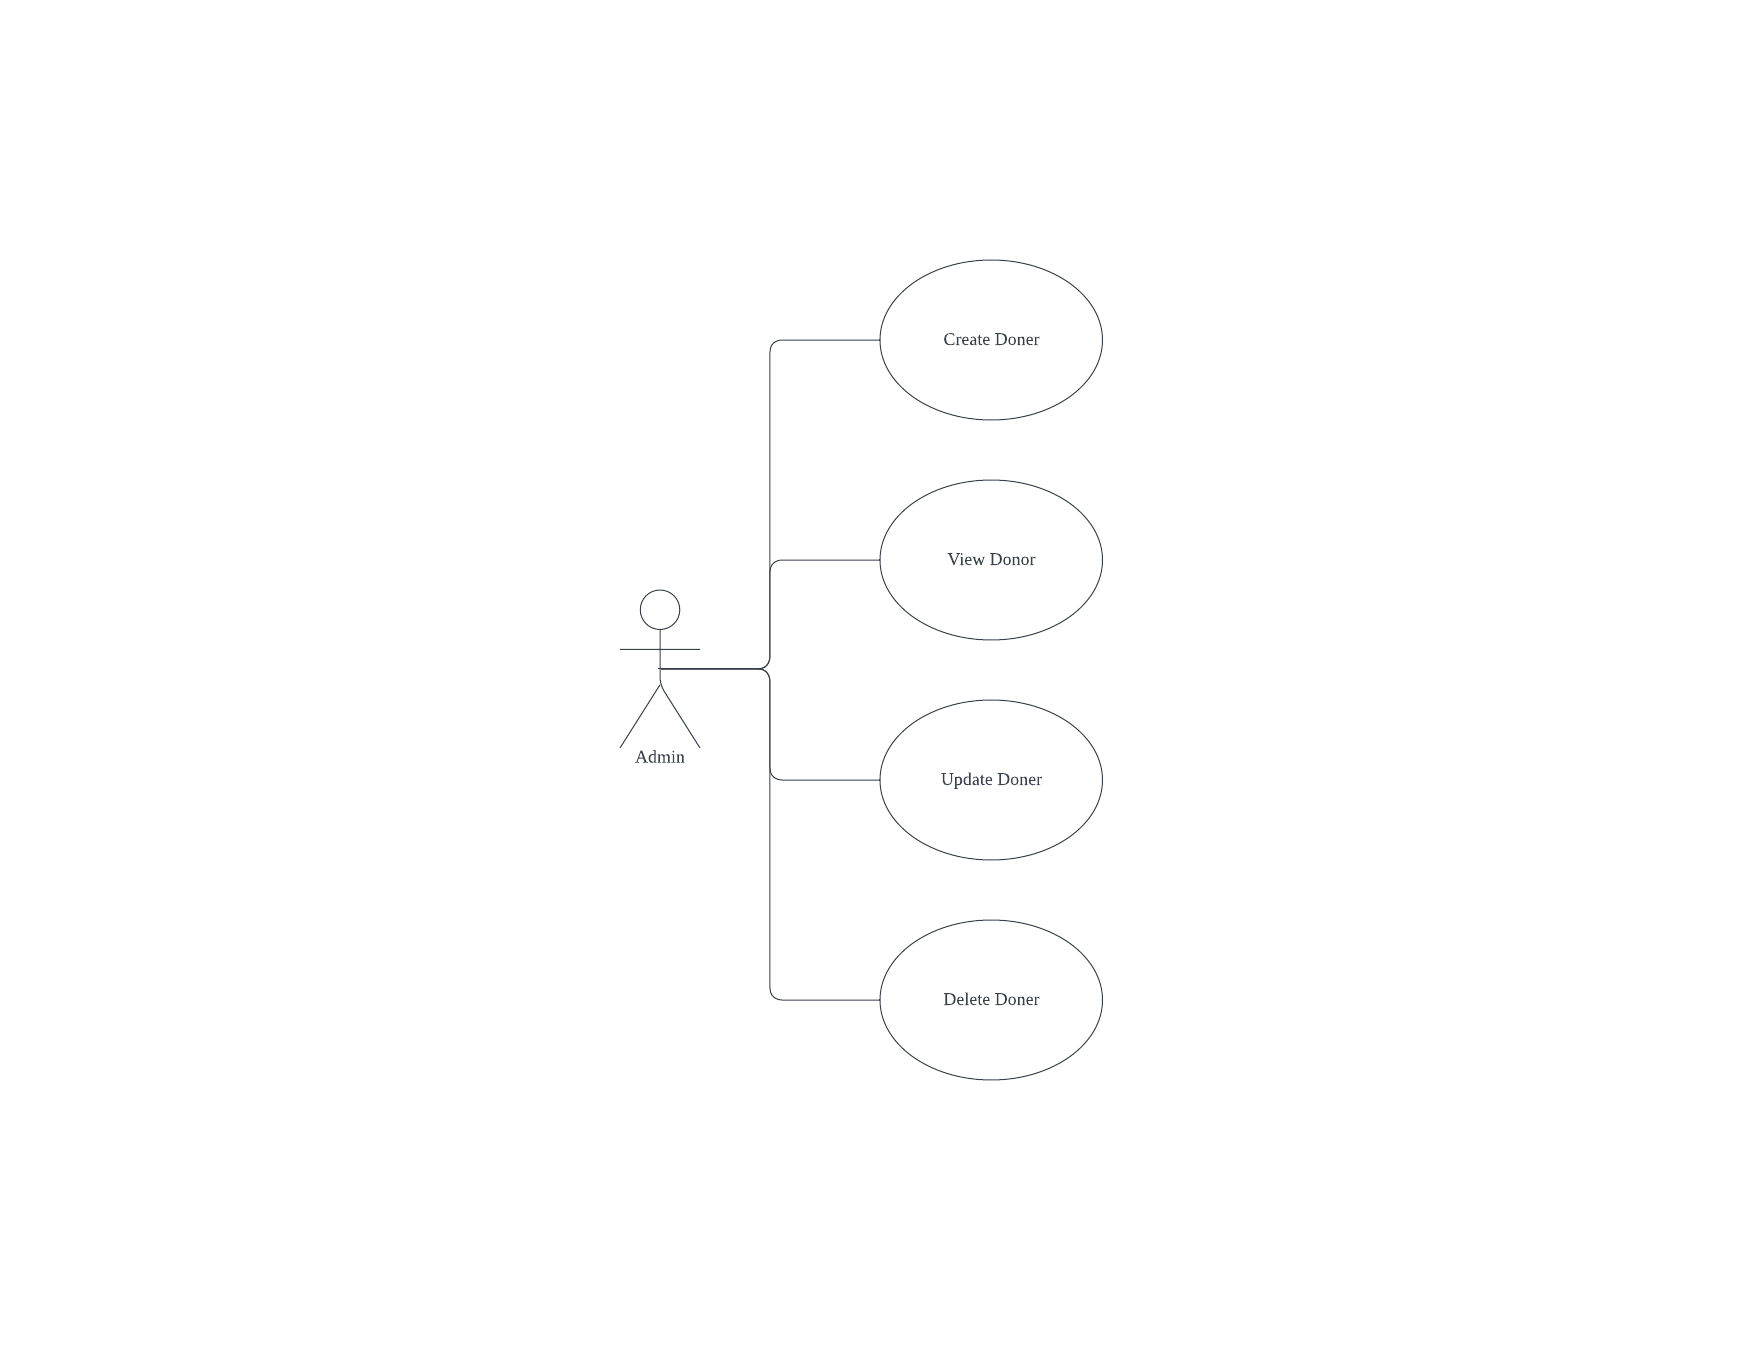 Create Doner
View Donor
Admin
Update Doner
Delete Doner